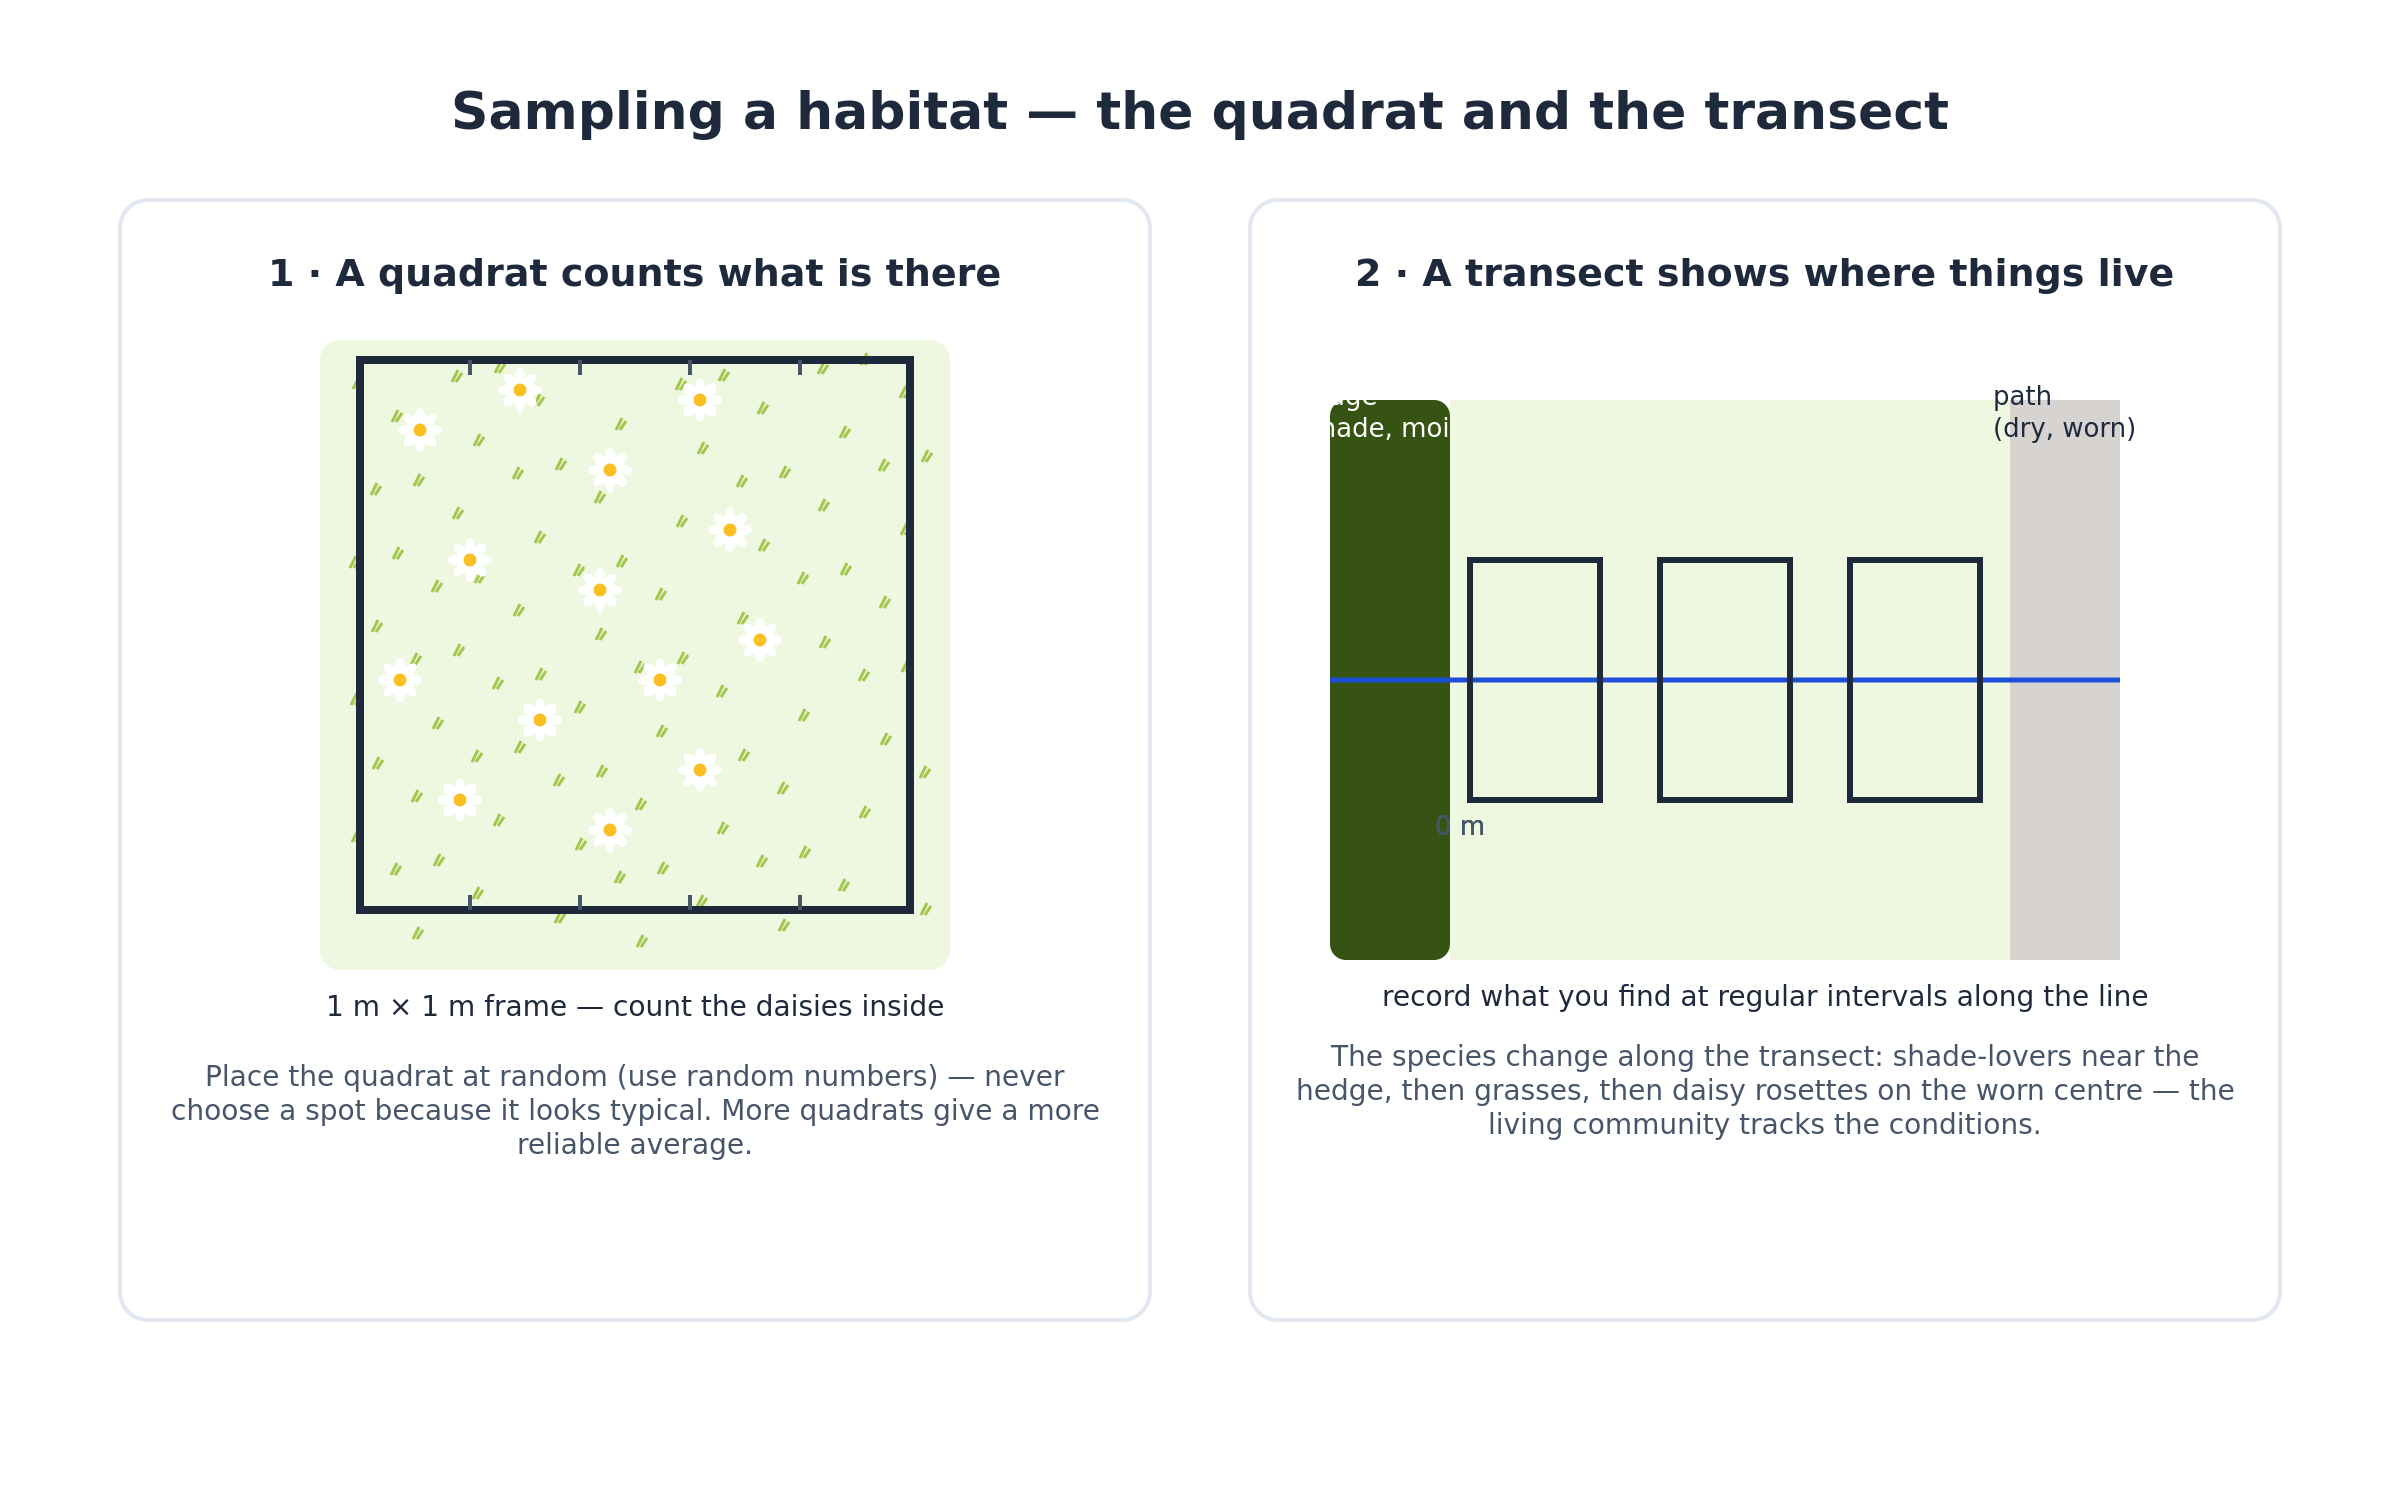 Sampling a habitat — the quadrat and the transect
1 · A quadrat counts what is there
1 m × 1 m frame — count the daisies inside
Place the quadrat at random (use random numbers) — never
choose a spot because it looks typical. More quadrats give a more
reliable average.
2 · A transect shows where things live
path
(dry, worn)
0 m
record what you find at regular intervals along the line
The species change along the transect: shade-lovers near the
hedge, then grasses, then daisy rosettes on the worn centre — the
living community tracks the conditions.